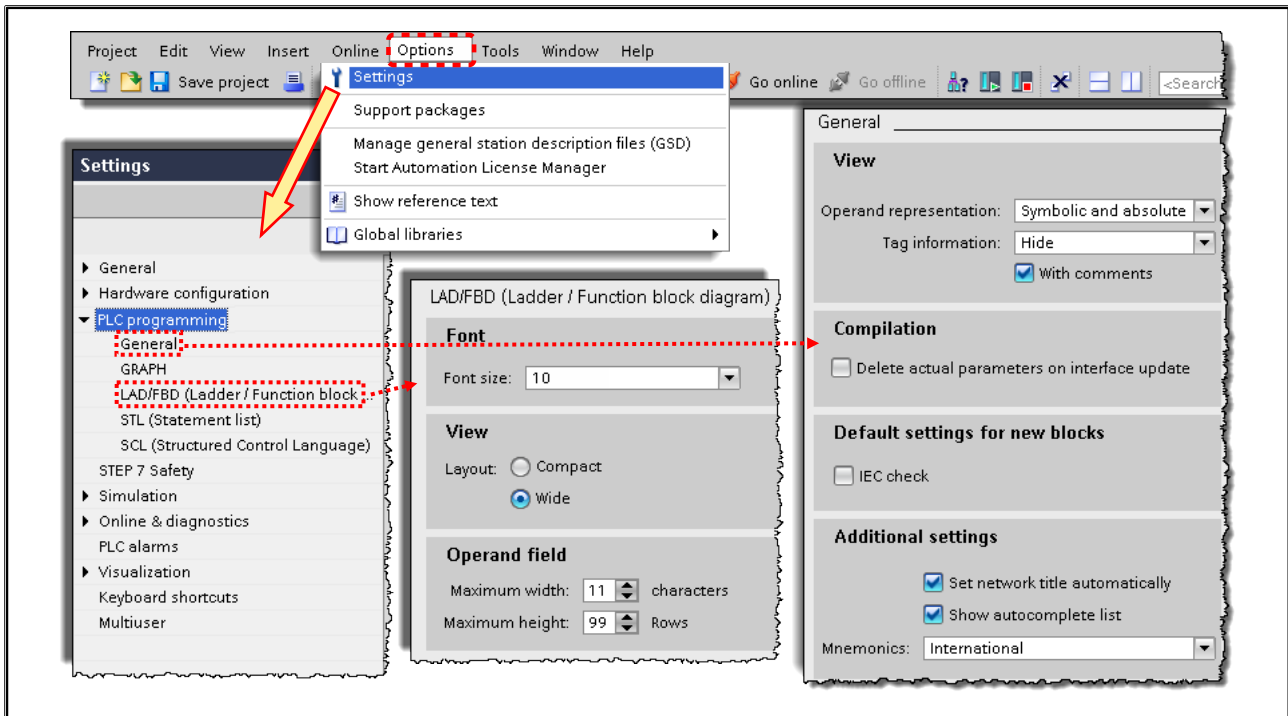 Project Edit View Insert Online Options Tools Window Help
Save project Go online Go offline <Search
Settings
Support packages
Manage general station description files (GSD)
Start Automation License Manager
Show reference text
Global libraries
Settings
General
Hardware configuration
PLC programming
General
GRAPH
LAD/FBD (Ladder / Function block ...
STL (Statement list)
SCL (Structured Control Language)
STEP 7 Safety
Simulation
Online & diagnostics
PLC alarms
Visualization
Keyboard shortcuts
Multiuser
LAD/FBD (Ladder / Function block diagram)
Font
Font size: 10
View
Layout: Compact
Wide
Operand field
Maximum width: 11 characters
Maximum height: 99 Rows
General
View
Operand representation: Symbolic and absolute
Tag information: Hide
With comments
Compilation
Delete actual parameters on interface update
Default settings for new blocks
IEC check
Additional settings
Set network title automatically
Show autocomplete list
Mnemonics: International